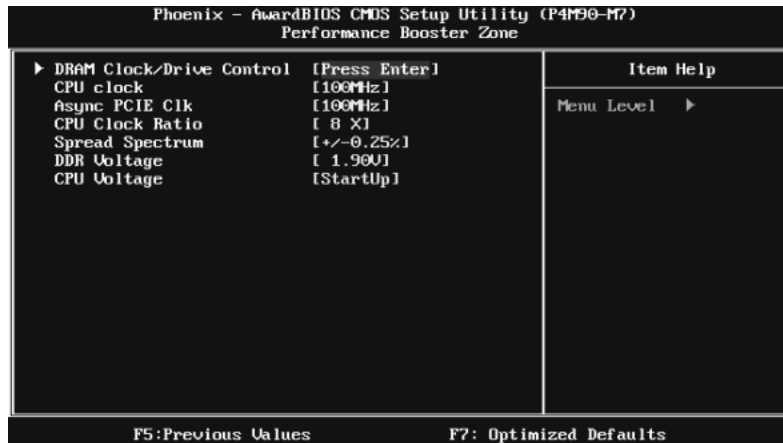 Phoenix - AwardBIOS CMOS Setup Utility (P4M90-M7)
Performance Booster Zone
▶ DRAM Clock/Drive Control [Press Enter]
CPU clock [100MHz]
Async PCIE Clk [100MHz]
CPU Clock Ratio [ 8 X]
Spread Spectrum [+/-0.25%]
DDR Voltage [ 1.90V]
CPU Voltage [StartUp]
Item Help
Menu Level ▶
F5:Previous Values F7: Optimized Defaults